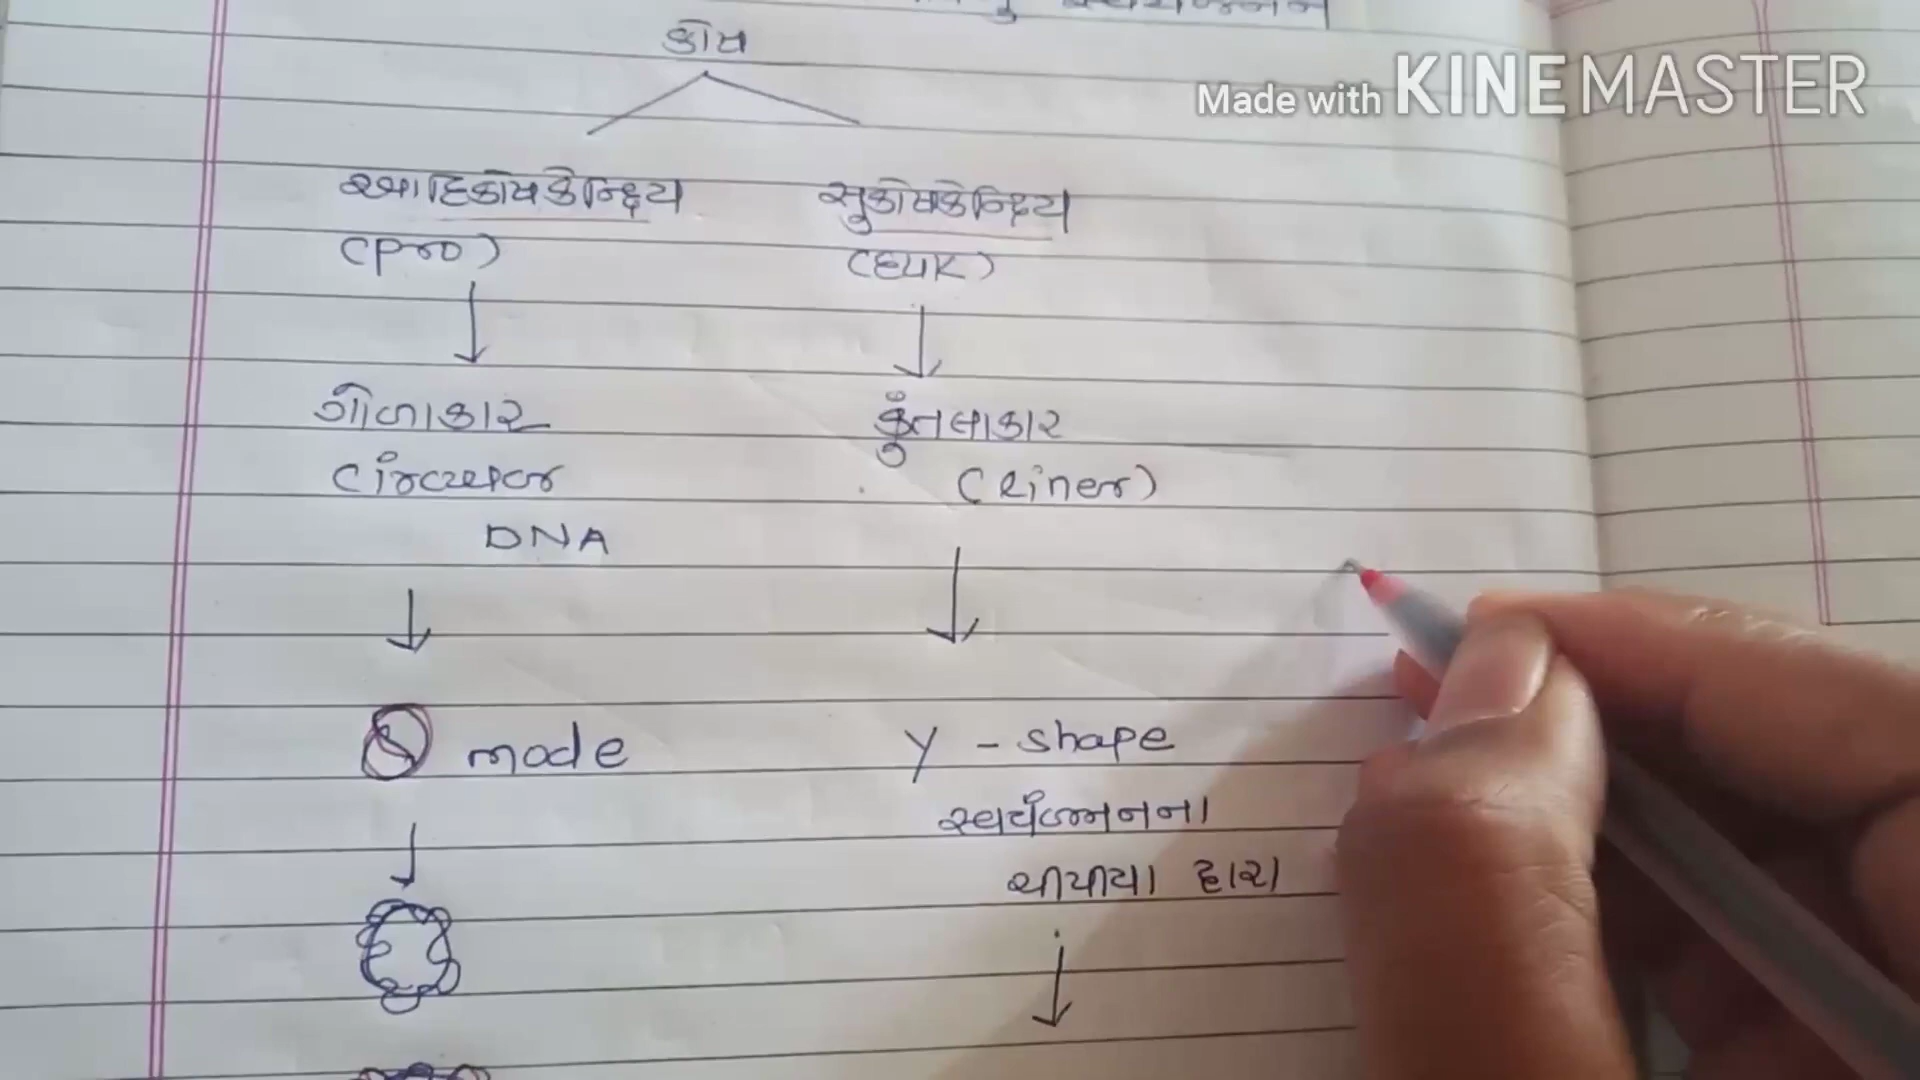 કોષ
Made with KINEMASTER
આદિકોષકેન્દ્રિય સુકોષકેન્દ્રિય
(pro) (EUK)
ગોળાકાર કુંતલાકાર
Circular (liner)
DNA
mode Y - shape
સ્વયંજનનના
ચીપીયા દ્વારા